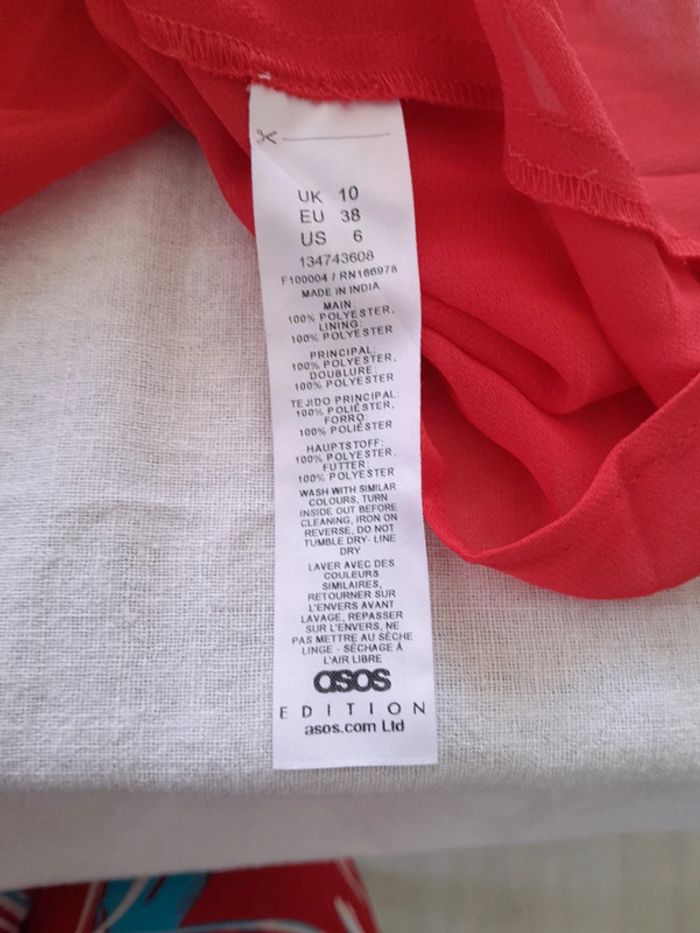 UK 10
EU 38
US 6
134743608
F100004 / RN166978
MADE IN INDIA
MAIN:
100% POLYESTER,
LINING:
100% POLYESTER
PRINCIPAL:
100% POLYESTER,
DOUBLURE:
100% POLYESTER
TEJIDO PRINCIPAL:
100% POLIÉSTER,
FORRO:
100% POLIÉSTER
HAUPTSTOFF:
100% POLYESTER,
FUTTER:
100% POLYESTER
WASH WITH SIMILAR
COLOURS, TURN
INSIDE OUT BEFORE
CLEANING, IRON ON
REVERSE, DO NOT
TUMBLE DRY- LINE
DRY
LAVER AVEC DES
COULEURS
SIMILAIRES,
RETOURNER SUR
L'ENVERS AVANT
LAVAGE, REPASSER
SUR L'ENVERS, NE
PAS METTRE AU SÈCHE
LINGE - SÉCHAGE À
L'AIR LIBRE
asos
EDITION
asos.com Ltd